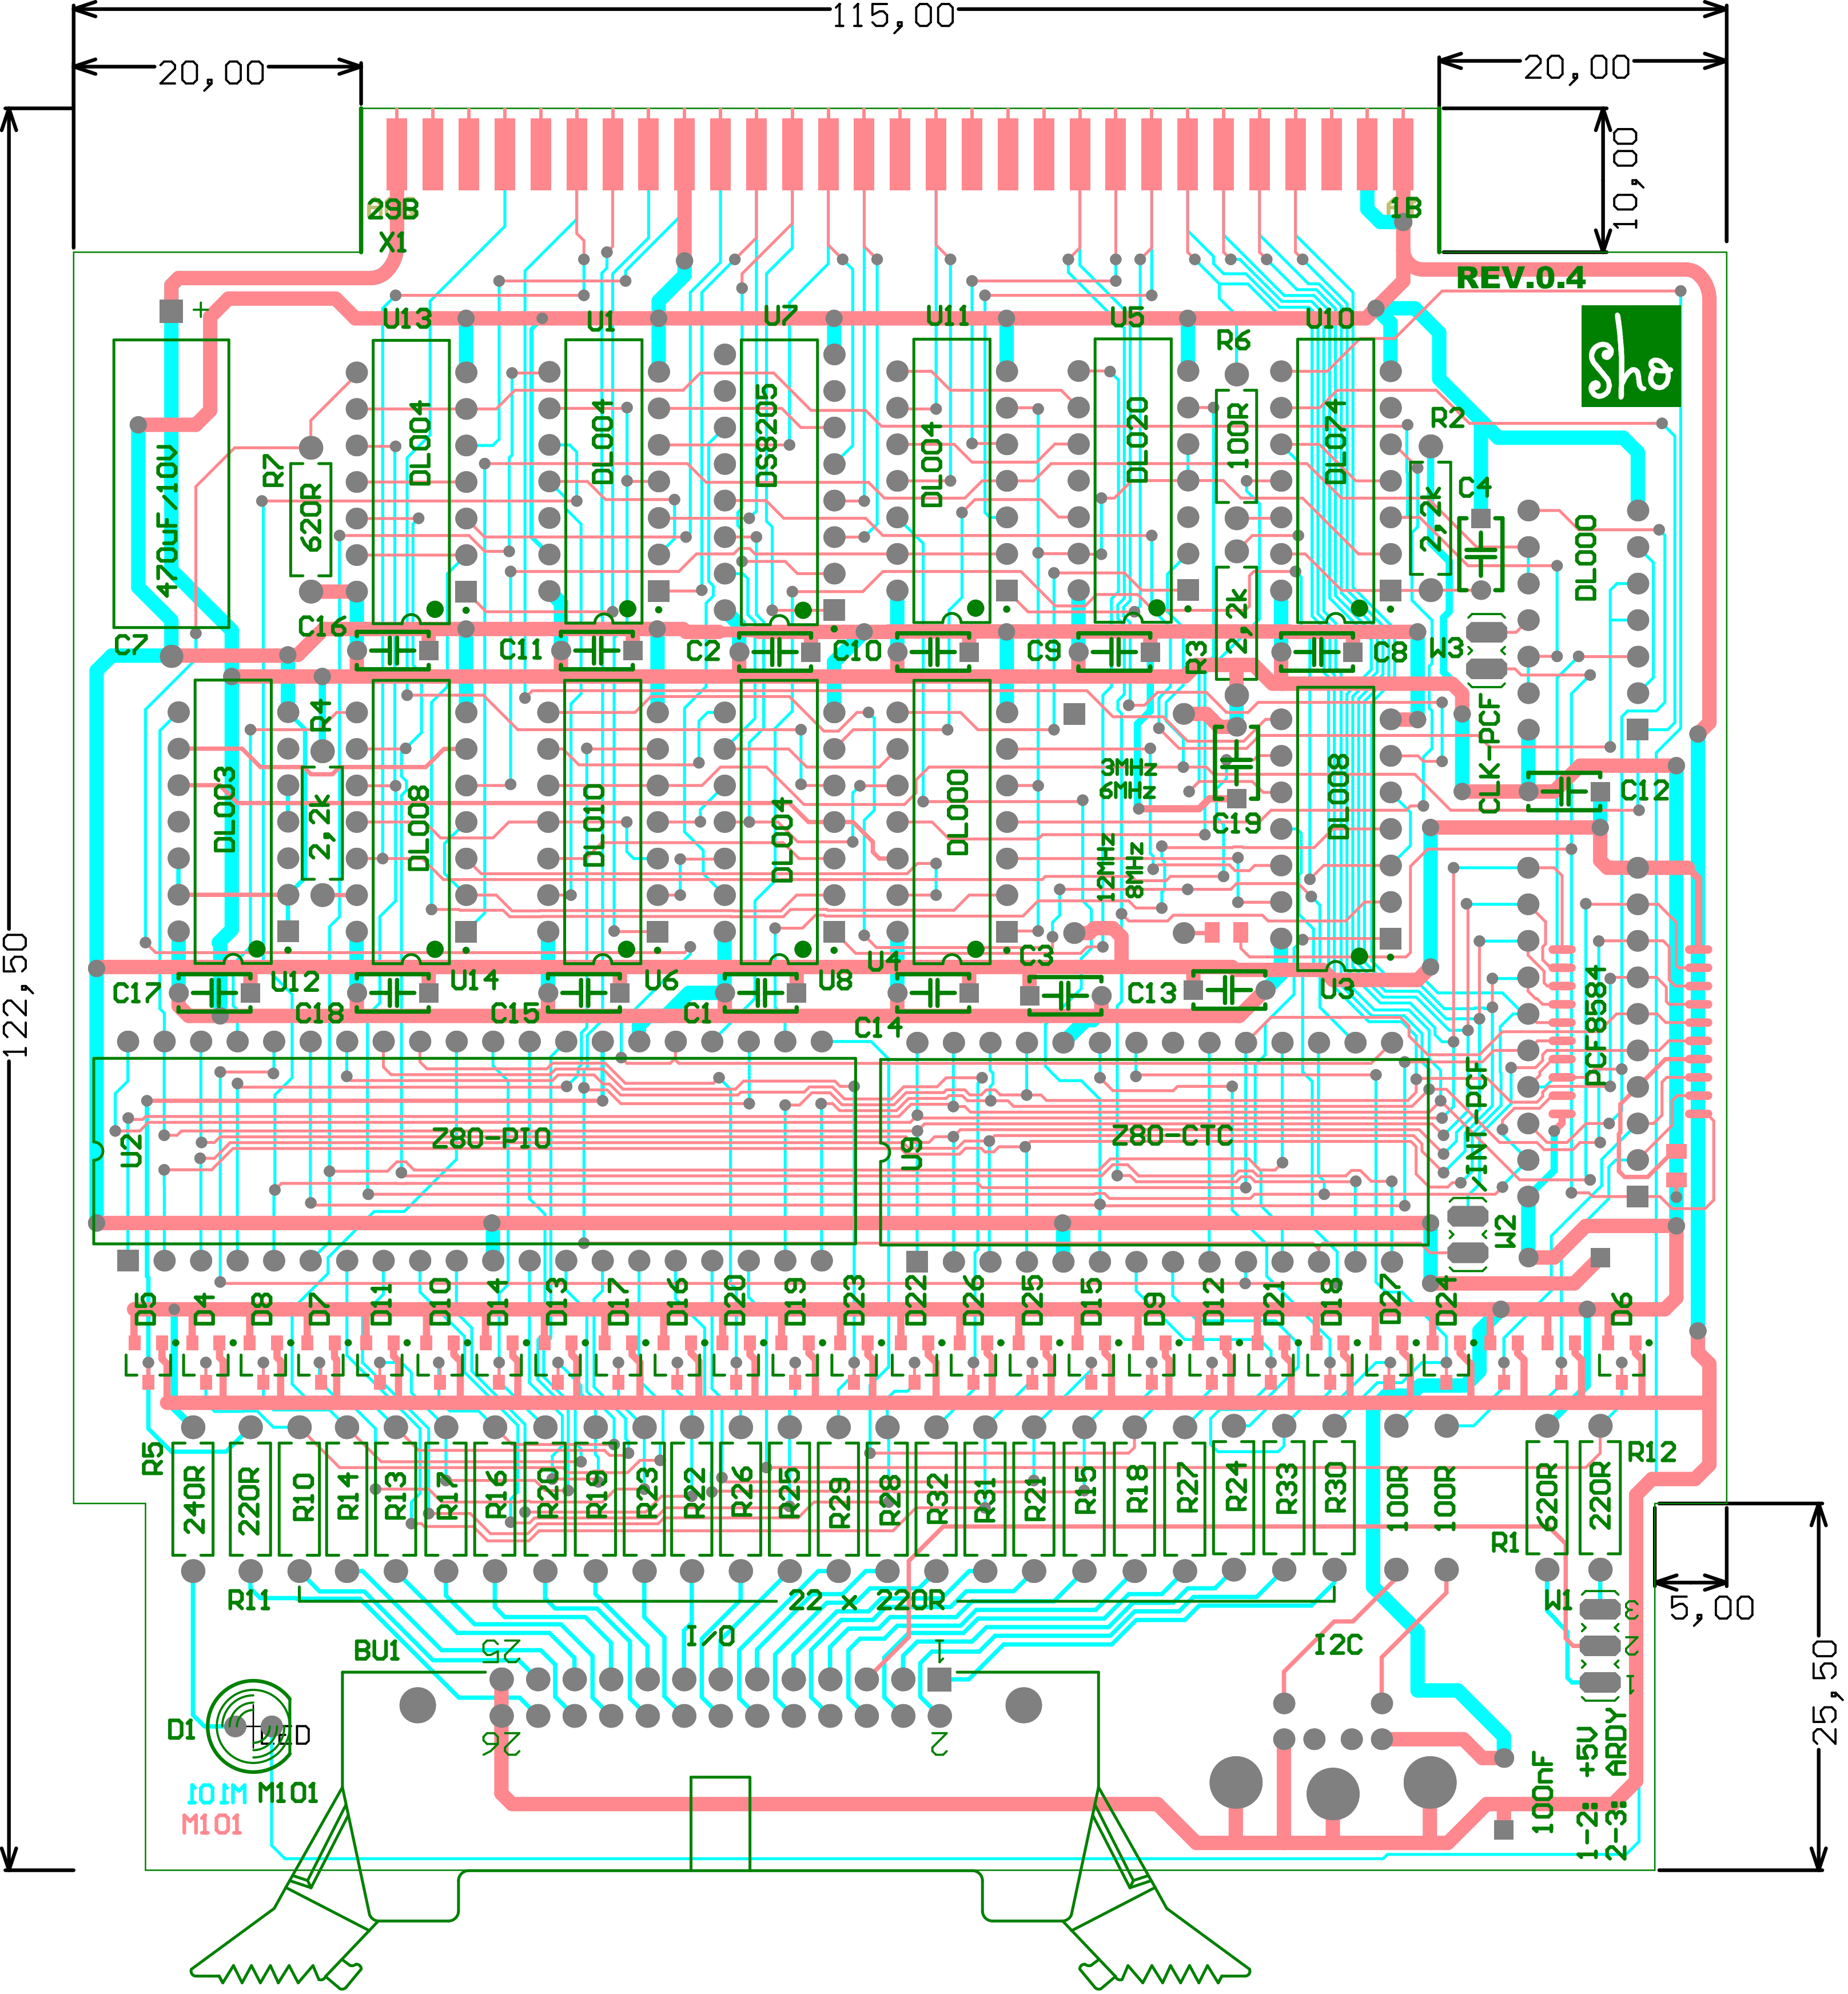 115,00
20,00
20,00
10,00
29B
1B
X1
REV.0.4
+
U13
U1
U7
U11
U5
U10
R6
sho
R2
R7
470uF/10V
620R
DL004
DL004
DS8205
DL004
DL020
100R
DL074
2,2k
C4
DL000
C7
C16
C11
C2
C10
C9
R3
2,2k
C8
W3
R4
DL003
2,2k
DL008
DL010
DL004
DL000
3MHz
6MHz
12MHz
8MHz
C19
DL008
CLK-PCF
C12
122,50
C17
U12
C18
U14
C15
U6
C1
U8
U4
C14
C3
C13
U3
PCF8584
U2
Z80-PIO
U9
Z80-CTC
/INT-PCF
W2
D5
D4
D8
D7
D11
D10
D14
D13
D17
D16
D20
D19
D23
D22
D26
D25
D15
D9
D12
D21
D18
D27
D24
D6
R5
240R
220R
R10
R14
R13
R17
R16
R20
R19
R23
R22
R26
R25
R29
R28
R32
R31
R21
R15
R18
R27
R24
R33
R30
100R
100R
R1
620R
220R
R12
R11
22 x 220R
W1
3
2
1
5,00
25,50
BU1
25
I/O
1
I2C
26
2
D1
LED
M101
M101
M101
100nF
1-2: +5V
2-3: ARDY